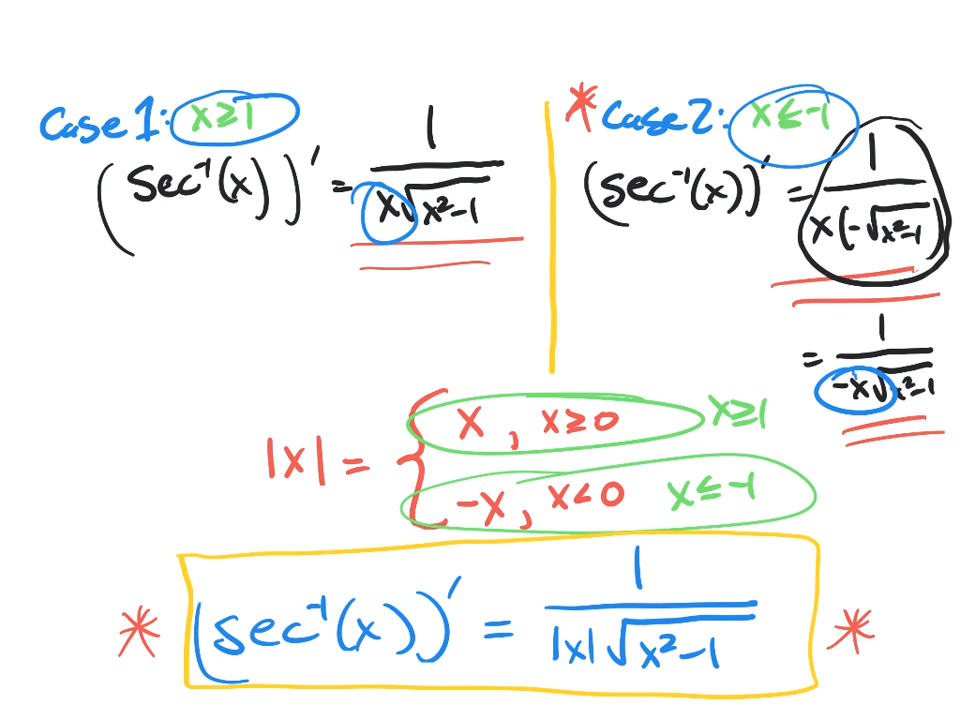 Case 1: x ≥ 1
(sec⁻¹(x))' = 1/(x√(x²-1))
* Case 2: x ≤ -1
(sec⁻¹(x))' = 1/(x(-√(x²-1)))
= 1/(-x√(x²-1))
|x| = { x, x ≥ 0 x ≥ 1
-x, x < 0 x ≤ -1
* (sec⁻¹(x))' = 1/(|x|√(x²-1)) *